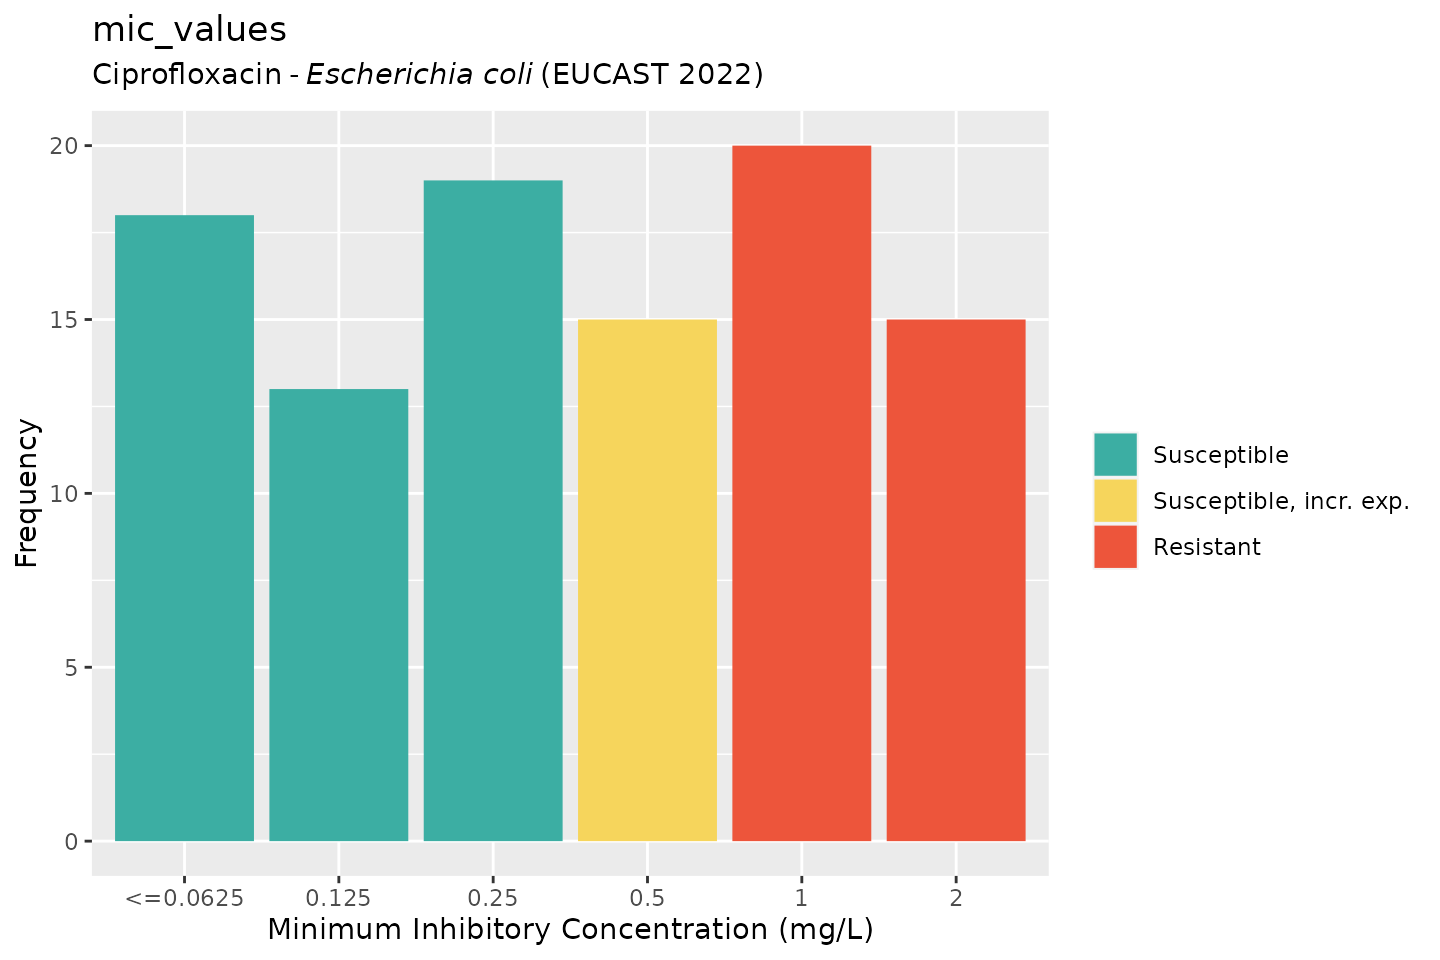 mic_values
Ciprofloxacin - Escherichia coli (EUCAST 2022)
Frequency
20
15
10
5
0
<=0.0625 0.125 0.25 0.5 1 2
Minimum Inhibitory Concentration (mg/L)
Susceptible
Susceptible, incr. exp.
Resistant